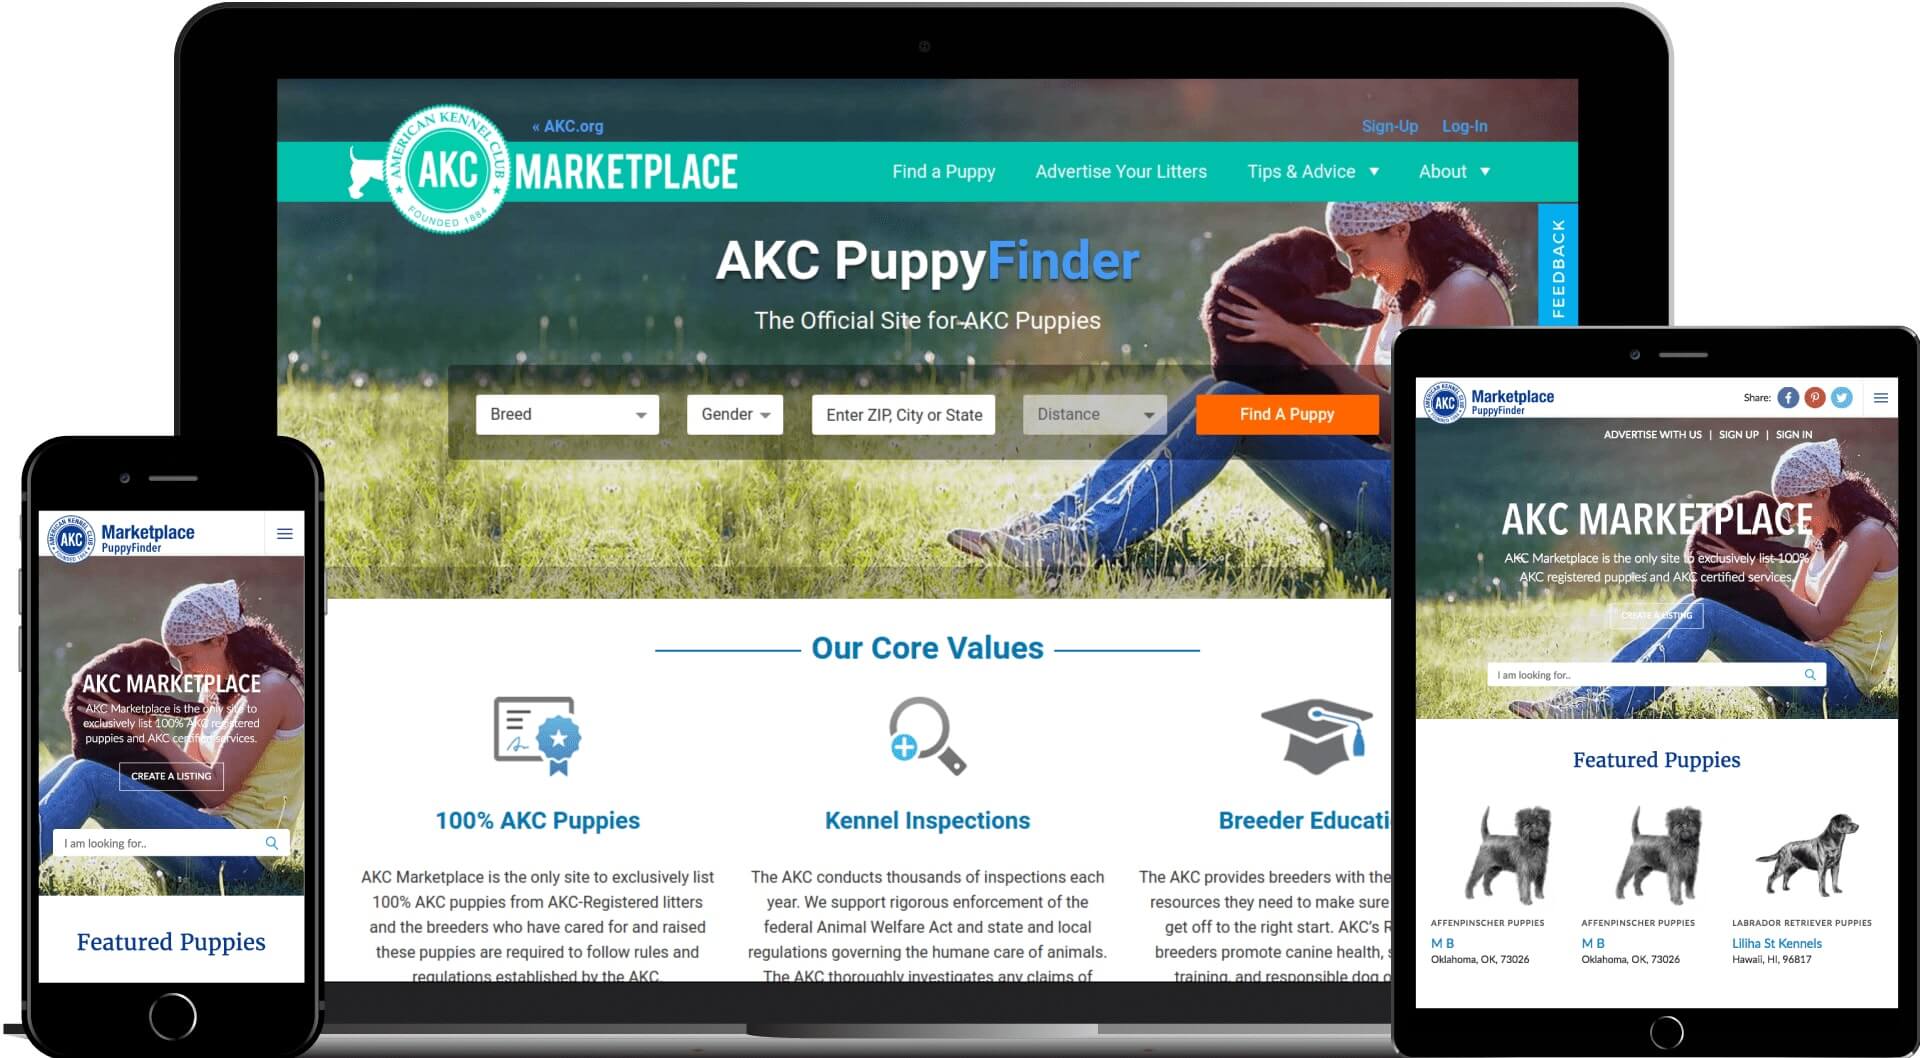 « AKC.org
Sign-Up Log-In
AMERICAN KENNEL CLUB
AKC
FOUNDED 1884
MARKETPLACE
Find a Puppy Advertise Your Litters Tips & Advice About
FEEDBACK
AKC PuppyFinder
The Official Site for AKC Puppies
Breed Gender Enter ZIP, City or State Distance Find A Puppy
Our Core Values
100% AKC Puppies
AKC Marketplace is the only site to exclusively list
100% AKC puppies from AKC-Registered litters
and the breeders who have cared for and raised
these puppies are required to follow rules and
regulations established by the AKC.
Kennel Inspections
The AKC conducts thousands of inspections each
year. We support rigorous enforcement of the
federal Animal Welfare Act and state and local
regulations governing the humane care of animals.
The AKC thoroughly investigates any claims of
Breeder Educati
The AKC provides breeders with the
resources they need to make sure
get off to the right start. AKC's R
breeders promote canine health, s
training, and responsible dog o
AMERICAN KENNEL CLUB
AKC
FOUNDED 1884
Marketplace
PuppyFinder
AKC MARKETPLACE
AKC Marketplace is the only site to
exclusively list 100% AKC registered
puppies and AKC certified services.
CREATE A LISTING
I am looking for..
Featured Puppies
AMERICAN KENNEL CLUB
AKC
Marketplace
PuppyFinder
Share:
ADVERTISE WITH US | SIGN UP | SIGN IN
AKC MARKETPLACE
AKC Marketplace is the only site to exclusively list 100%
AKC registered puppies and AKC certified services.
CREATE A LISTING
I am looking for..
Featured Puppies
AFFENPINSCHER PUPPIES
M B
Oklahoma, OK, 73026
AFFENPINSCHER PUPPIES
M B
Oklahoma, OK, 73026
LABRADOR RETRIEVER PUPPIES
Liliha St Kennels
Hawaii, HI, 96817